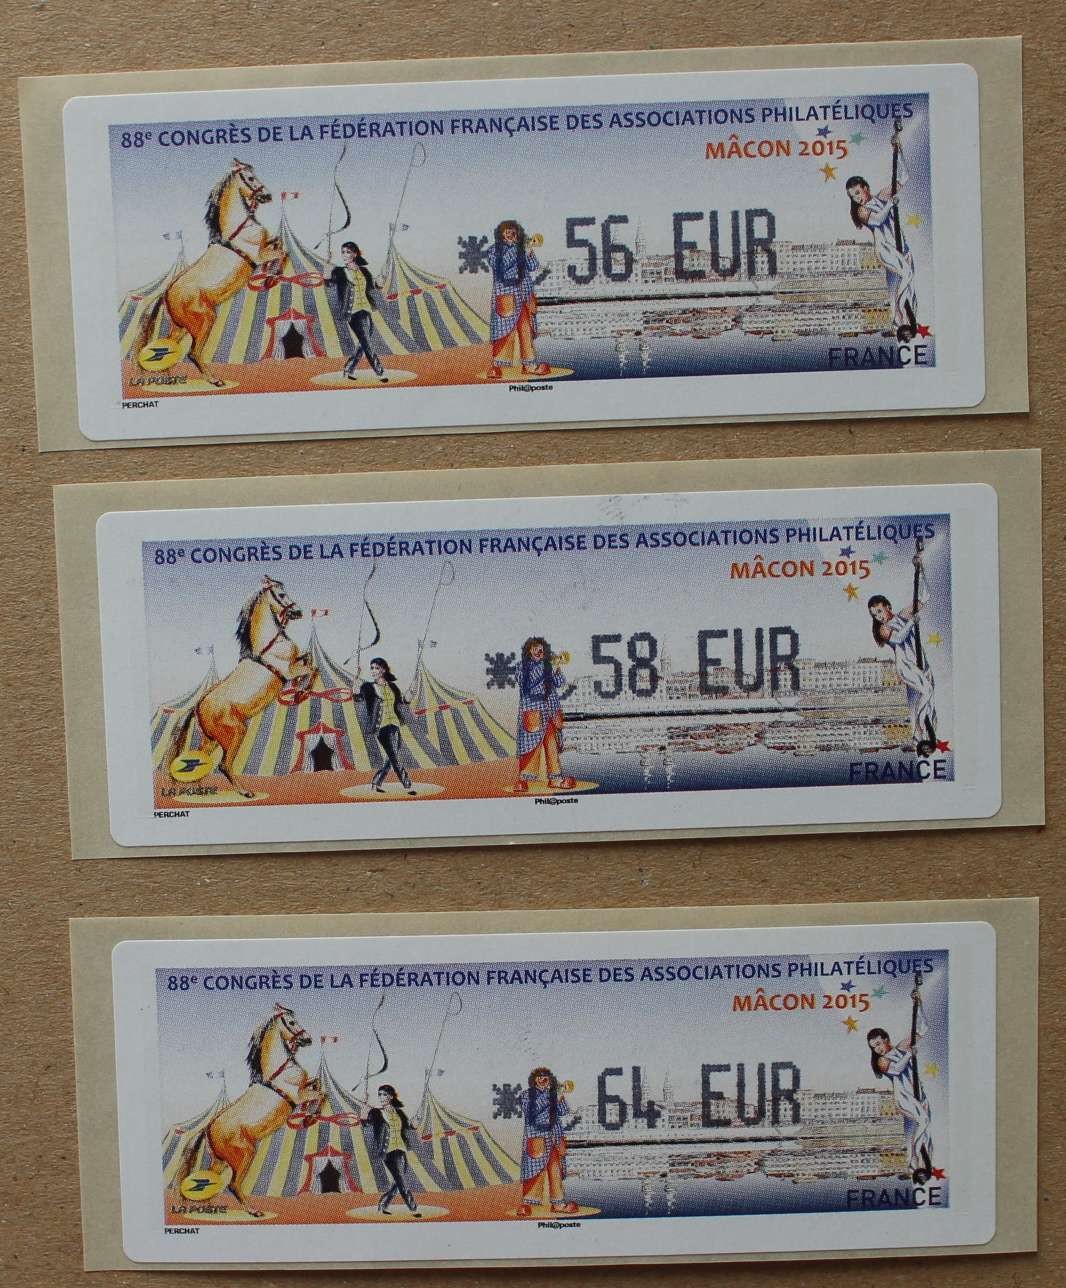 88e CONGRÈS DE LA FÉDÉRATION FRANÇAISE DES ASSOCIATIONS PHILATÉLIQUES
MÂCON 2015
*0,56 EUR
LA POSTE
FRANCE
PERCHAT
Phil@poste
88e CONGRÈS DE LA FÉDÉRATION FRANÇAISE DES ASSOCIATIONS PHILATÉLIQUES
MÂCON 2015
*0,58 EUR
LA POSTE
FRANCE
PERCHAT
Phil@poste
88e CONGRÈS DE LA FÉDÉRATION FRANÇAISE DES ASSOCIATIONS PHILATÉLIQUES
MÂCON 2015
*0,64 EUR
LA POSTE
FRANCE
PERCHAT
Phil@poste